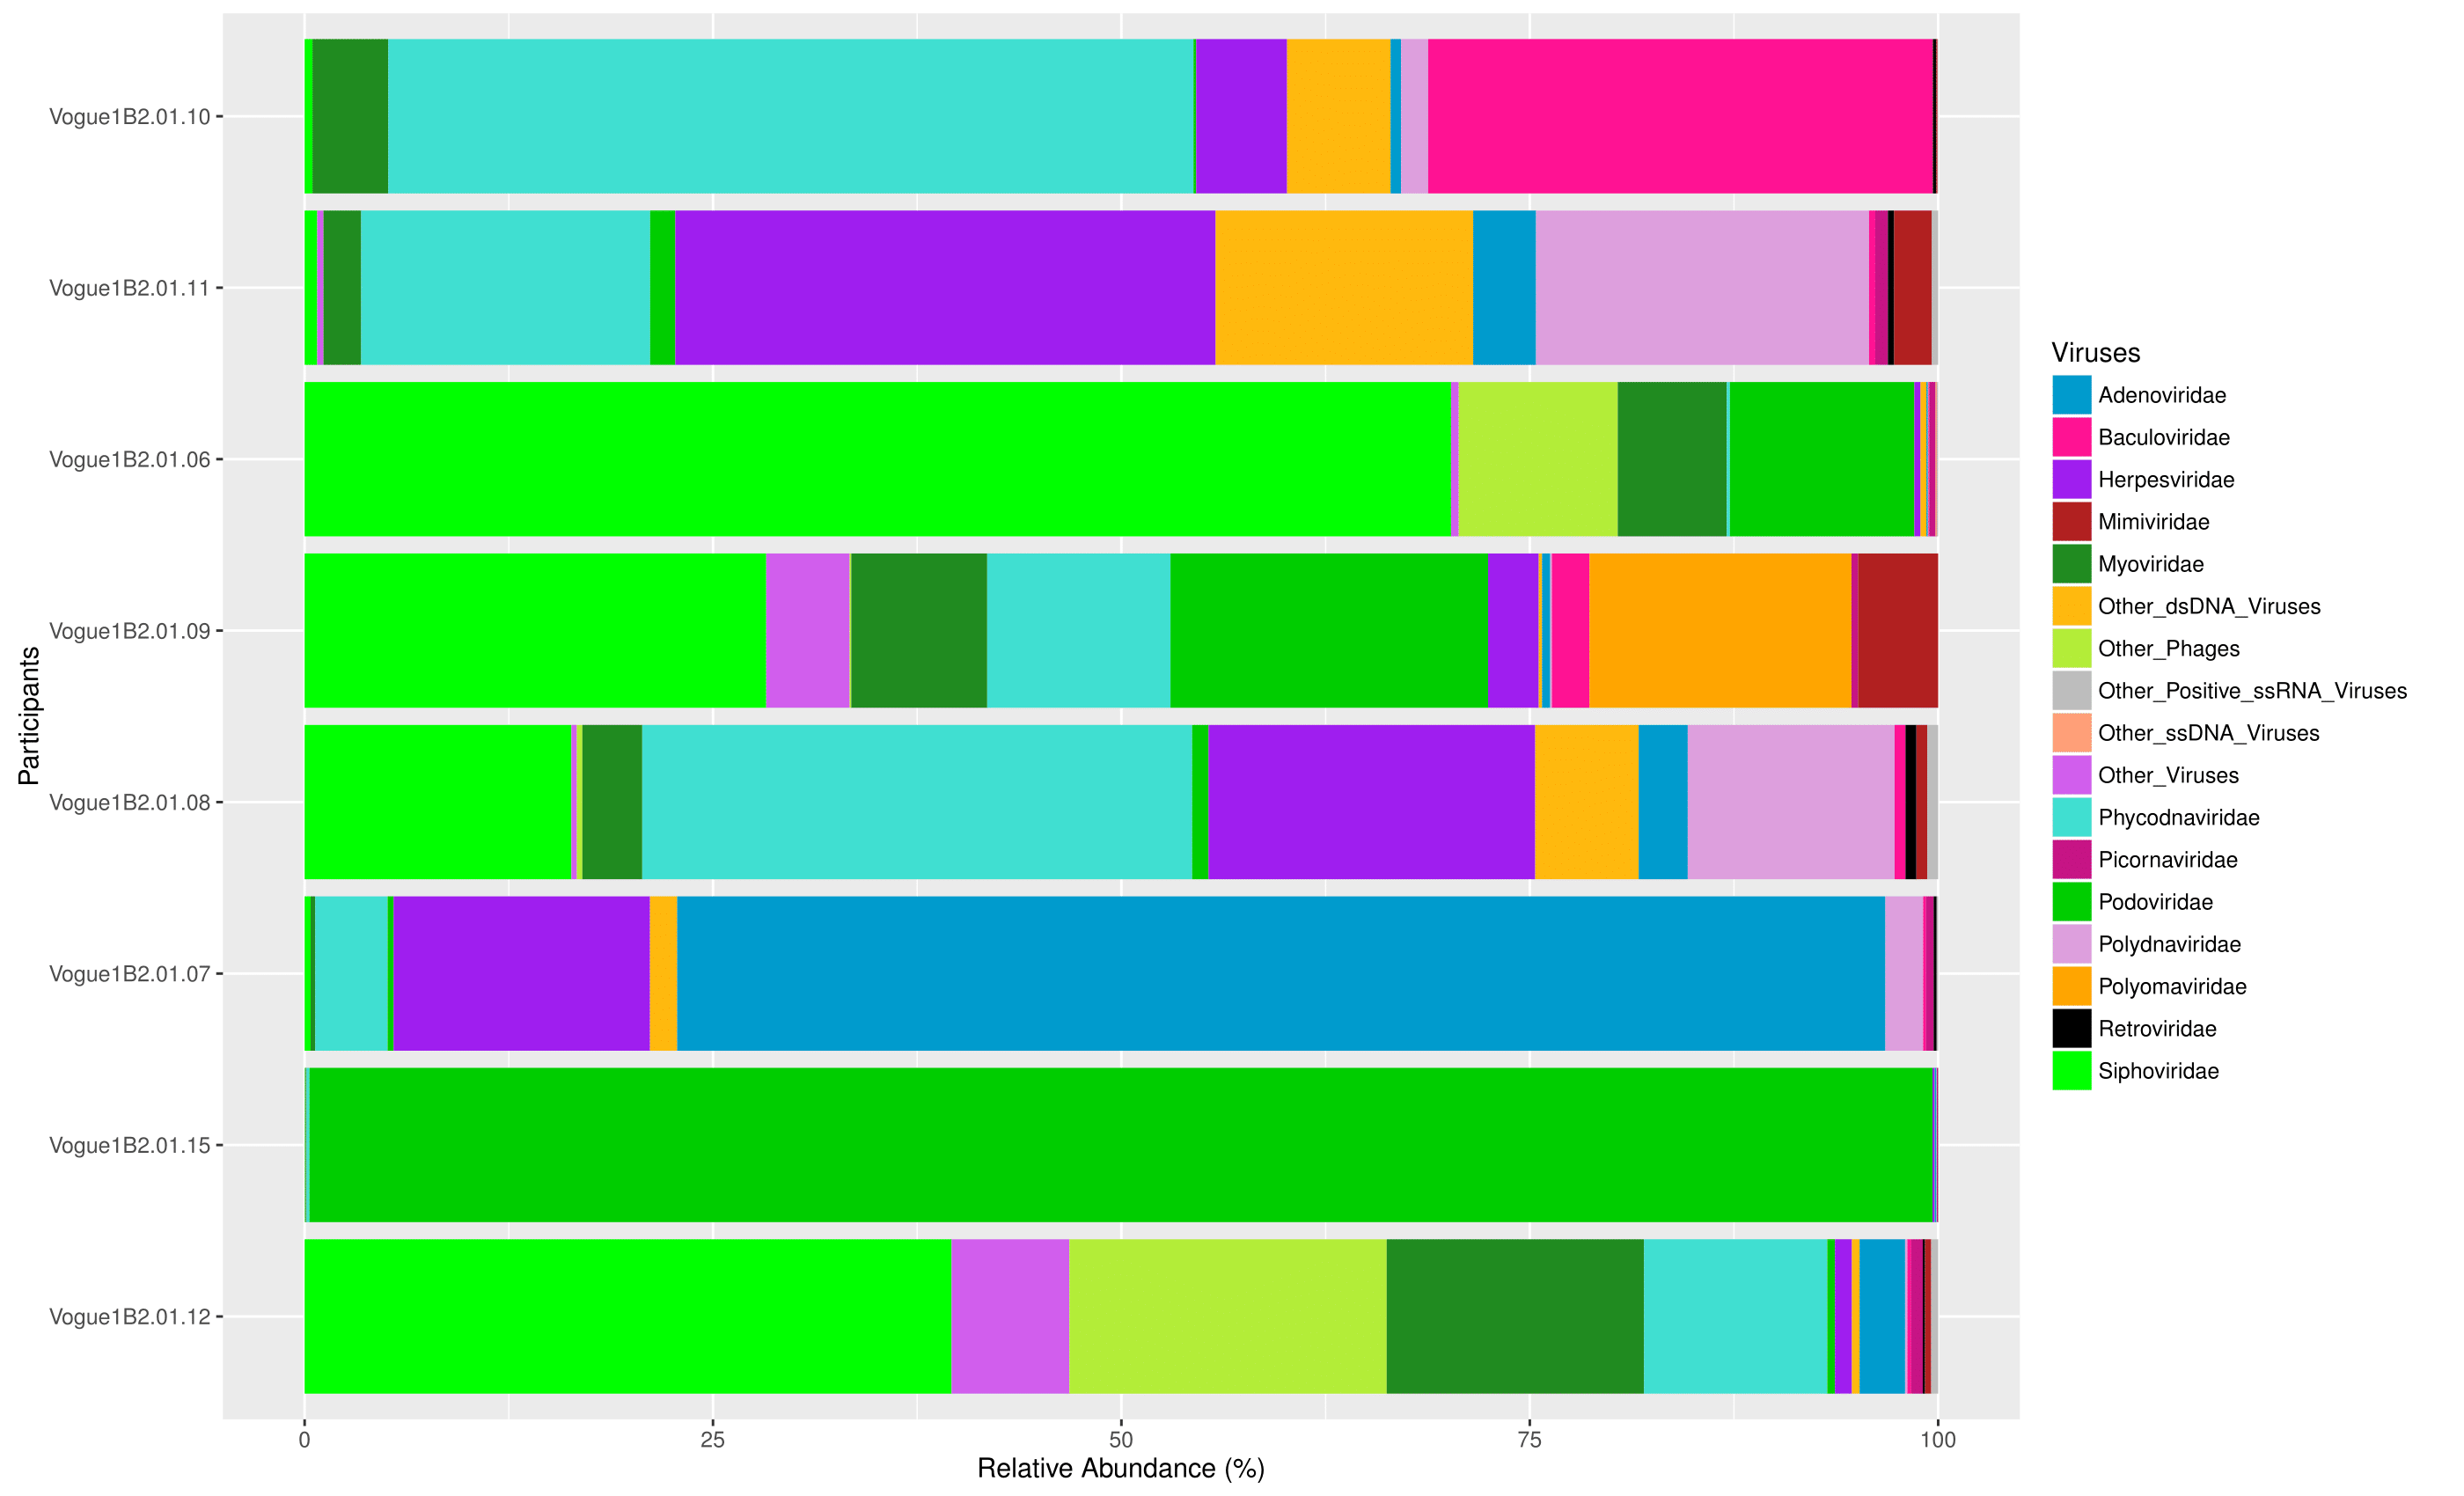 Vogue1B2.01.10
Vogue1B2.01.11
Vogue1B2.01.06
Vogue1B2.01.09
Vogue1B2.01.08
Vogue1B2.01.07
Vogue1B2.01.15
Vogue1B2.01.12
Participants
0 25 50 75 100
Relative Abundance (%)
Viruses
Adenoviridae
Baculoviridae
Herpesviridae
Mimiviridae
Myoviridae
Other_dsDNA_Viruses
Other_Phages
Other_Positive_ssRNA_Viruses
Other_ssDNA_Viruses
Other_Viruses
Phycodnaviridae
Picornaviridae
Podoviridae
Polydnaviridae
Polyomaviridae
Retroviridae
Siphoviridae